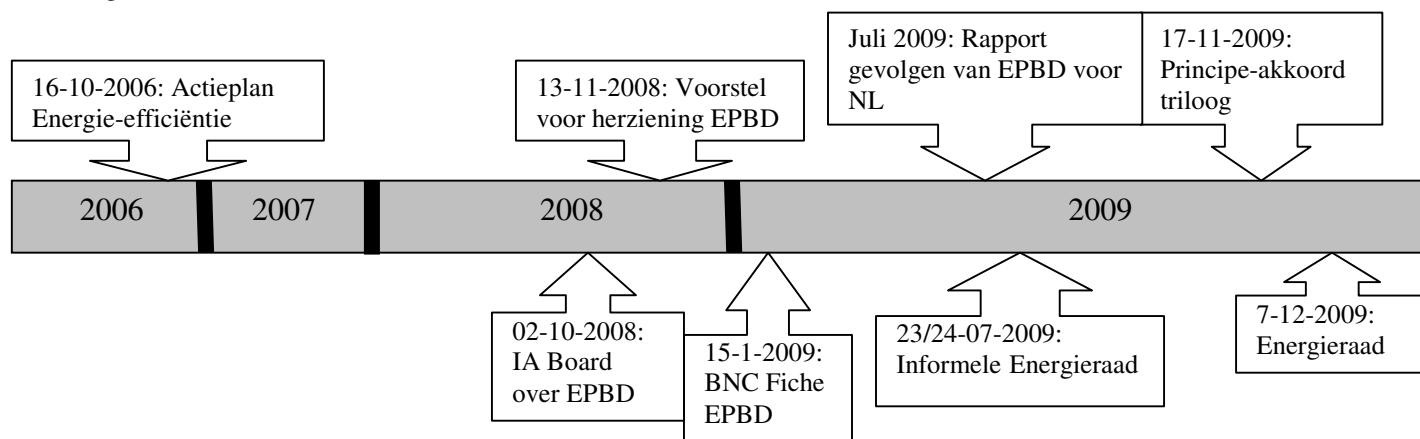 16-10-2006: Actieplan
Energie-efficiëntie
13-11-2008: Voorstel
voor herziening EPBD
Juli 2009: Rapport
gevolgen van EPBD voor
NL
17-11-2009:
Principe-akkoord
triloog
2006
2007
2008
2009
02-10-2008:
IA Board
over EPBD
15-1-2009:
BNC Fiche
EPBD
23/24-07-2009:
Informele Energieraad
7-12-2009:
Energieraad